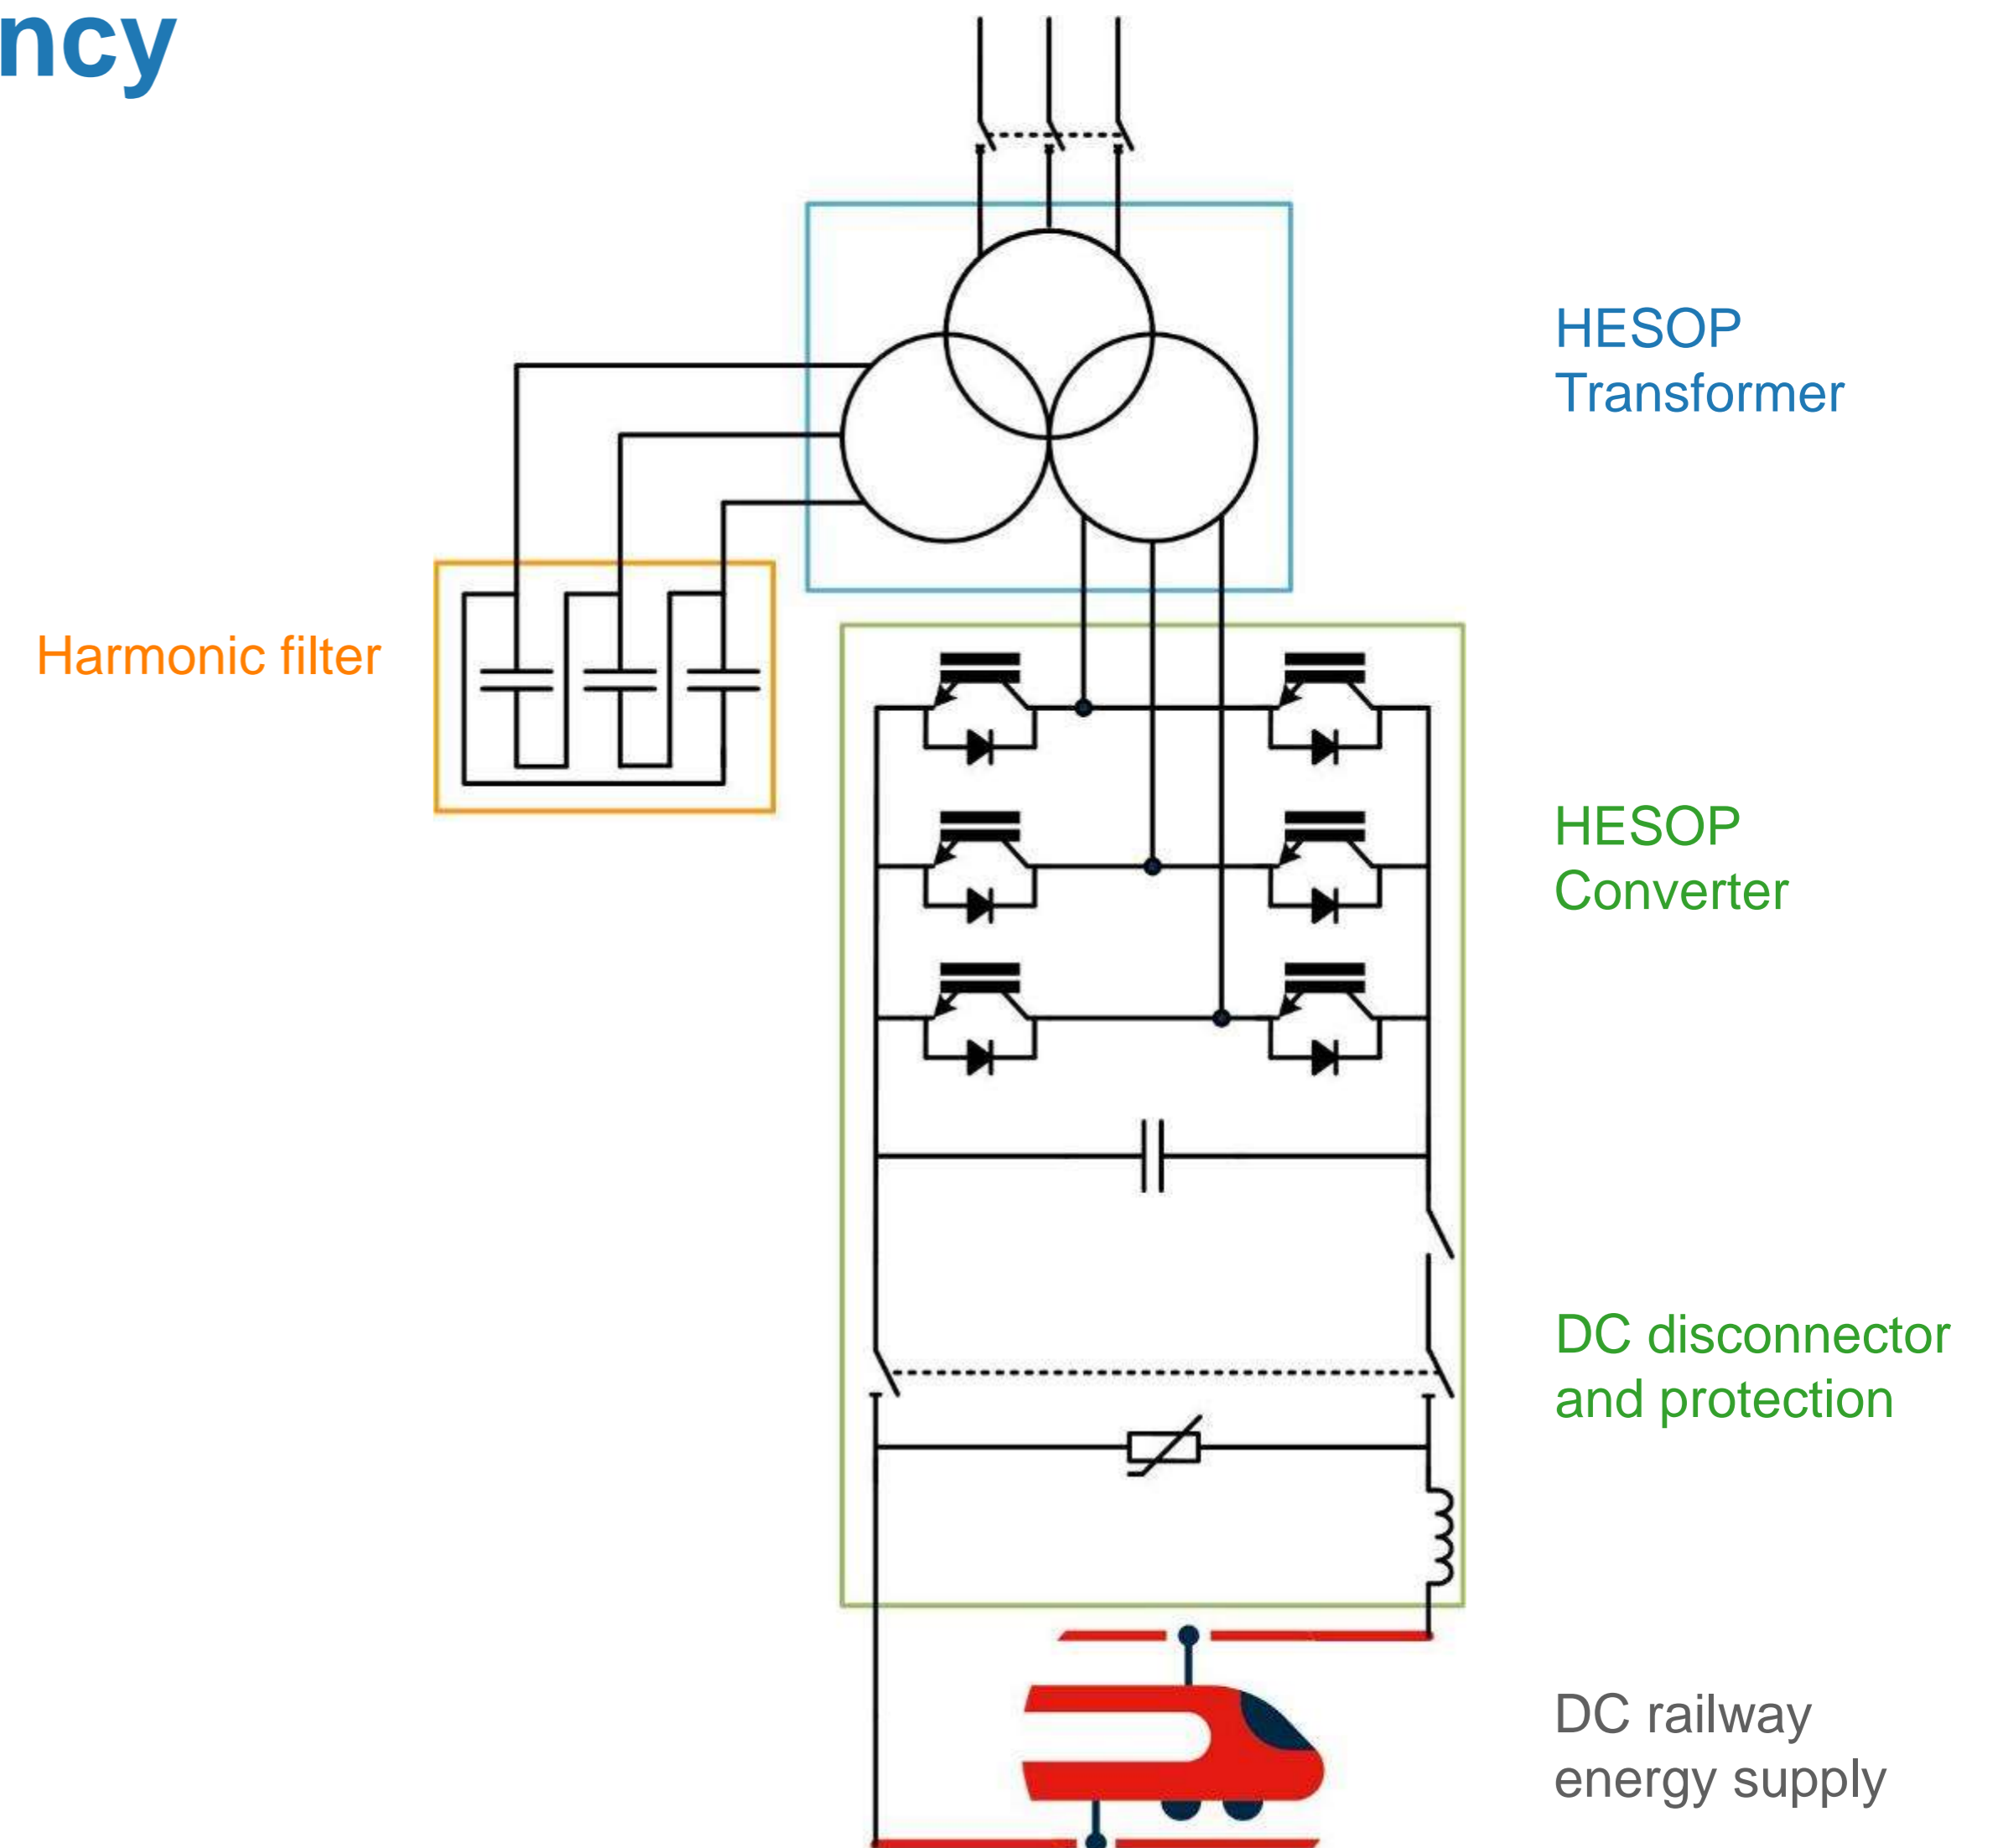 ncy
HESOP
Transformer
Harmonic filter
HESOP
Converter
DC disconnector
and protection
DC railway
energy supply